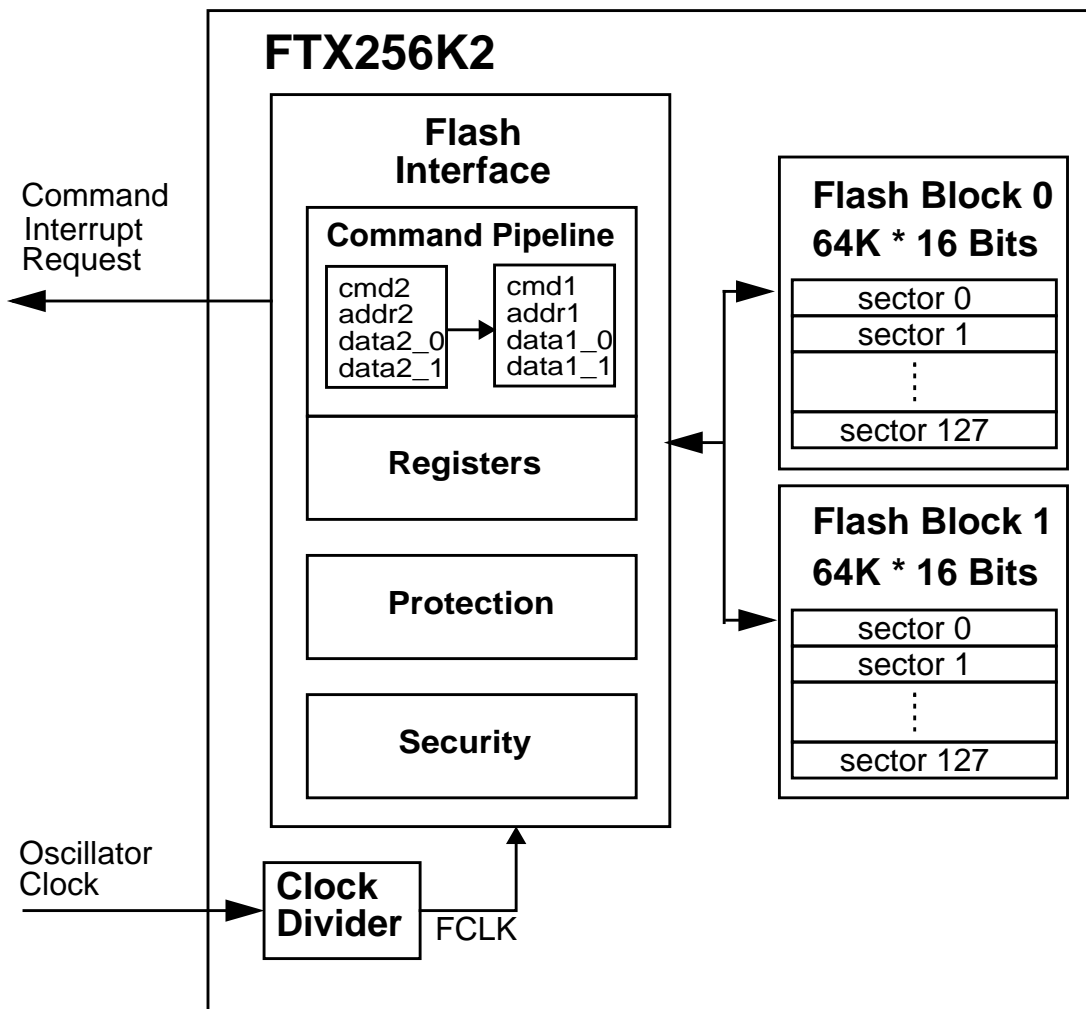 FTX256K2
Flash
Interface
Command
Interrupt
Request
Command Pipeline
cmd2
addr2
data2_0
data2_1
cmd1
addr1
data1_0
data1_1
Registers
Protection
Security
Flash Block 0
64K * 16 Bits
sector 0
sector 1
sector 127
Flash Block 1
64K * 16 Bits
sector 0
sector 1
sector 127
Oscillator
Clock
Clock
Divider
FCLK